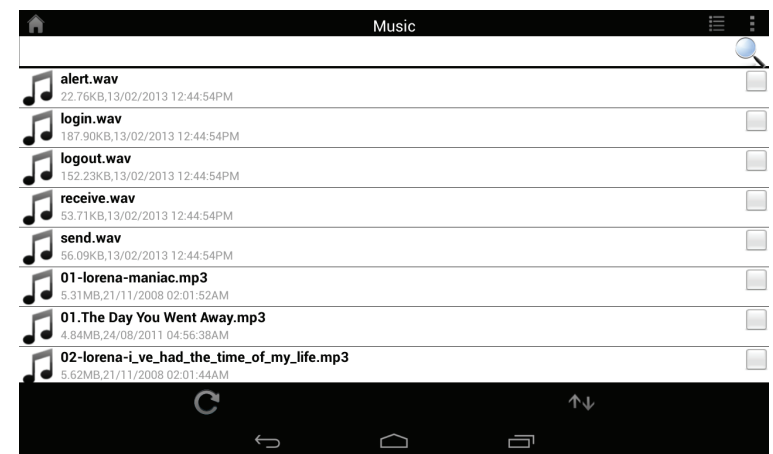 Music
alert.wav
22.76KB,13/02/2013 12:44:54PM
login.wav
187.90KB,13/02/2013 12:44:54PM
logout.wav
152.23KB,13/02/2013 12:44:54PM
receive.wav
53.71KB,13/02/2013 12:44:54PM
send.wav
56.09KB,13/02/2013 12:44:54PM
01-lorena-maniac.mp3
5.31MB,21/11/2008 02:01:52AM
01.The Day You Went Away.mp3
4.84MB,24/08/2011 04:56:38AM
02-lorena-i_ve_had_the_time_of_my_life.mp3
5.62MB,21/11/2008 02:01:44AM